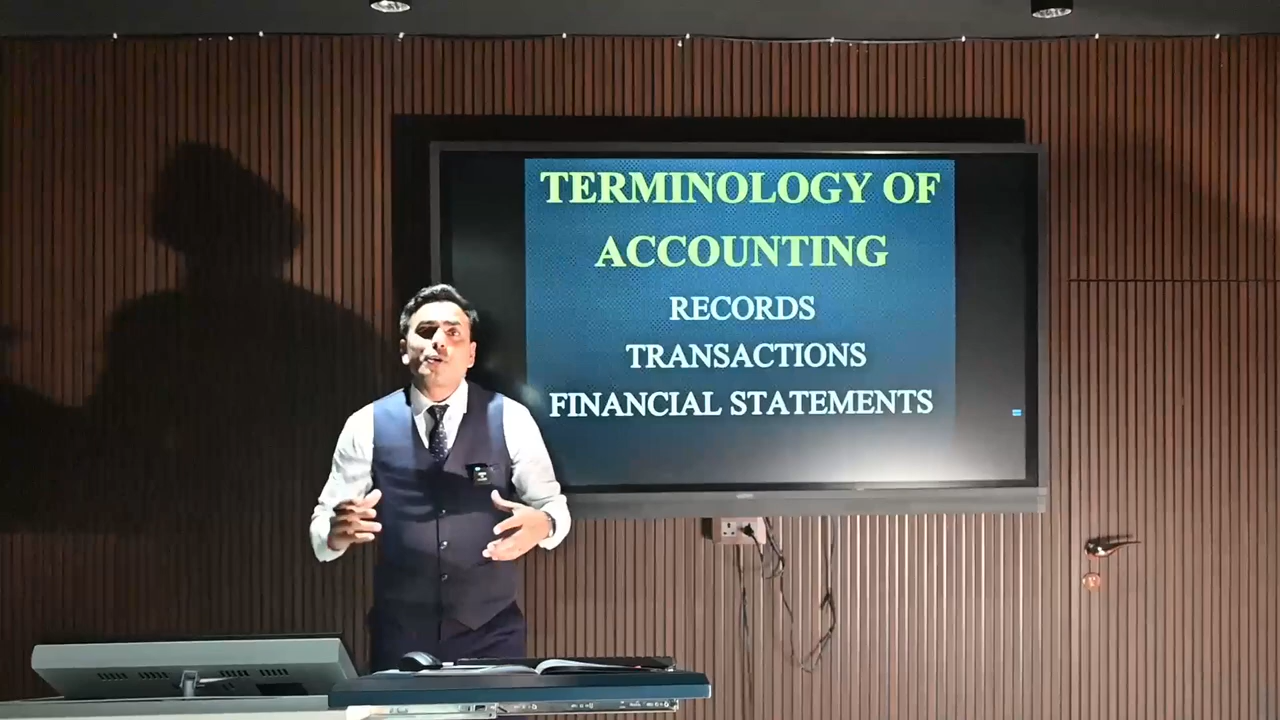 TERMINOLOGY OF
ACCOUNTING
RECORDS
TRANSACTIONS
FINANCIAL STATEMENTS